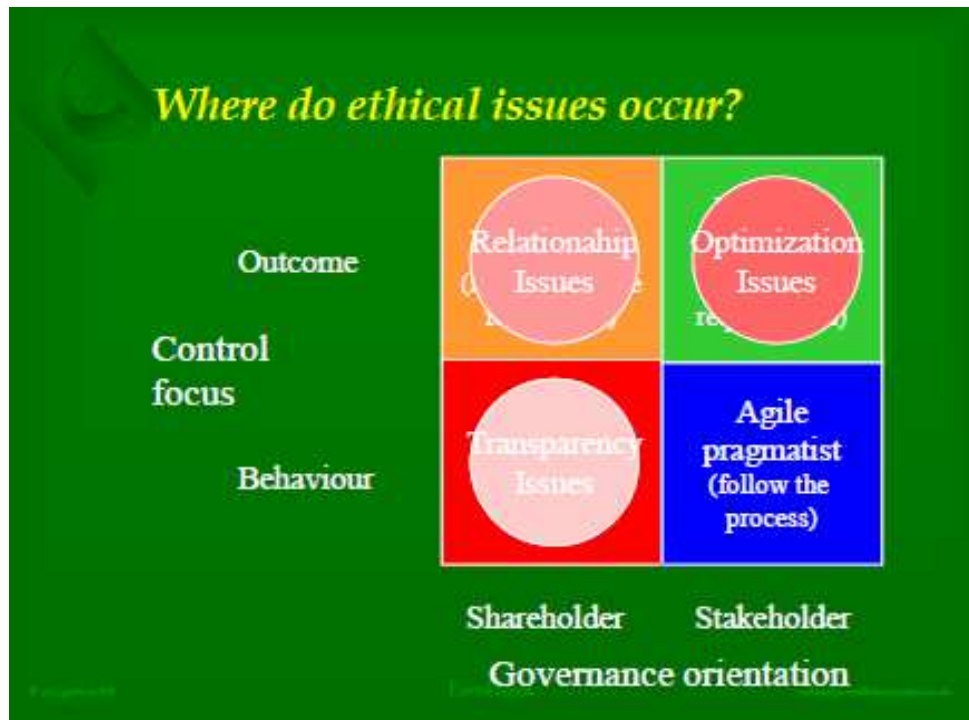 Where do ethical issues occur?
Relationahip
Issues
Optimization
Issues
Outcome
Control
focus
Transparency
Issues
Agile
pragmatist
(follow the
process)
Behaviour
Shareholder
Stakeholder
Governance orientation